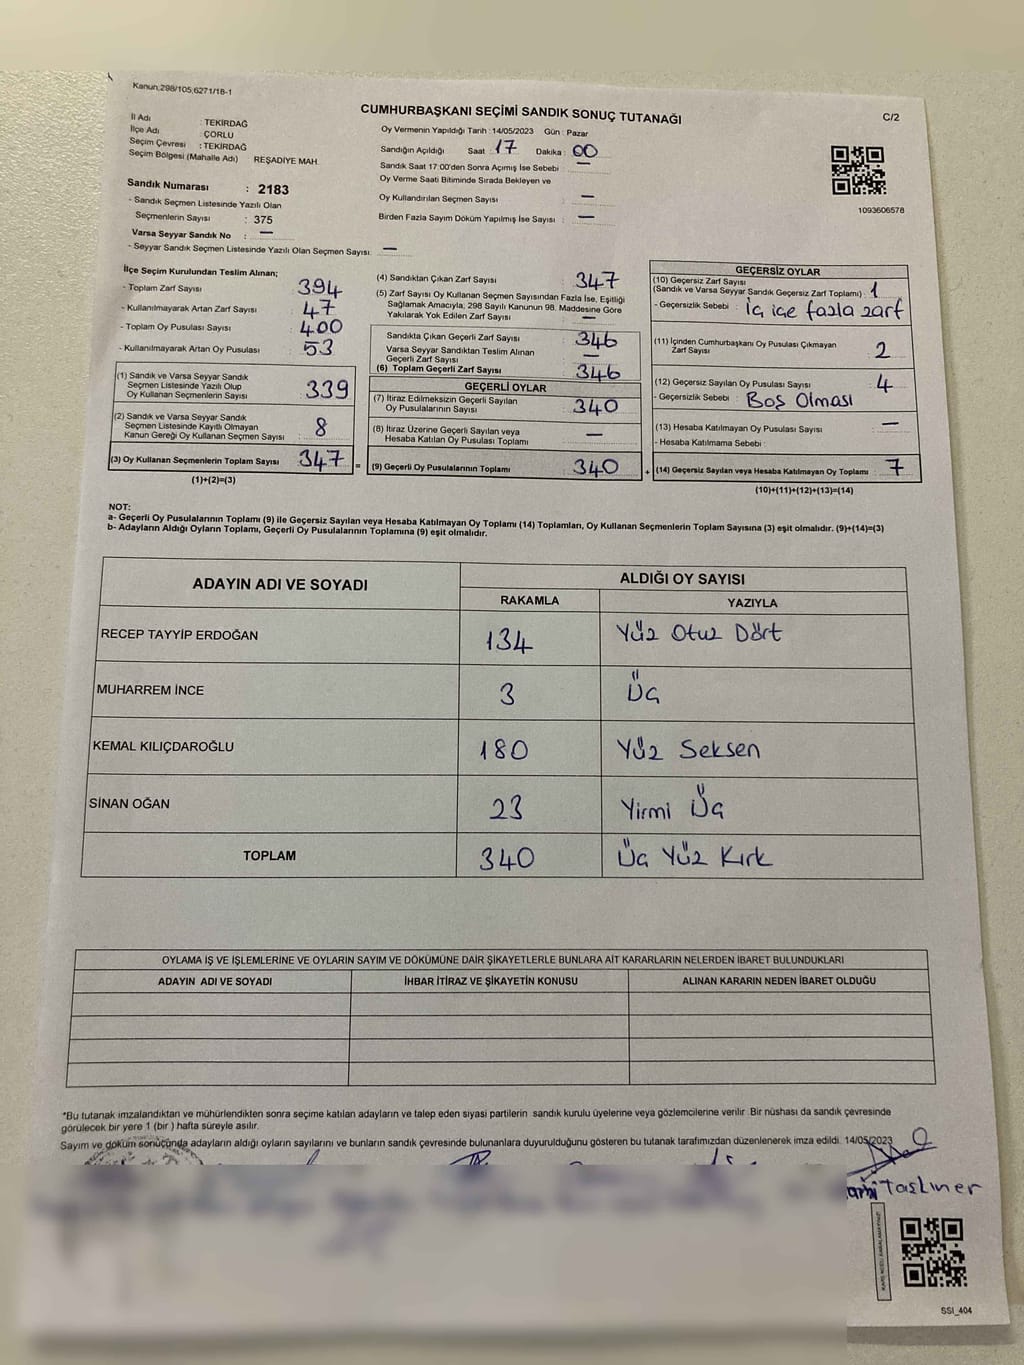 Kanun;298/105;6271/18-1
CUMHURBAŞKANI SEÇİMİ SANDIK SONUÇ TUTANAĞI
C/2
İl Adı : TEKİRDAĞ
İlçe Adı : ÇORLU
Seçim Çevresi : TEKİRDAĞ
Seçim Bölgesi (Mahalle Adı) REŞADİYE MAH.
Sandık Numarası : 2183
- Sandık Seçmen Listesinde Yazılı Olan
Seçmenlerin Sayısı : 375
Varsa Seyyar Sandık No : —
- Seyyar Sandık Seçmen Listesinde Yazılı Olan Seçmen Sayısı: —
Oy Vermenin Yapıldığı Tarih :14/05/2023 Gün : Pazar
Sandığın Açıldığı Saat : 17 Dakika : 00
Sandık Saat 17:00'den Sonra Açımış İse Sebebi : —
Oy Verme Saati Bitiminde Sırada Bekleyen ve
Oy Kullandırılan Seçmen Sayısı : —
Birden Fazla Sayım Döküm Yapılmış İse Sayısı : —
1093606578
İlçe Seçim Kurulundan Teslim Alınan;
- Toplam Zarf Sayısı : 394
- Kullanılmayarak Artan Zarf Sayısı : 47
- Toplam Oy Pusulası Sayısı : 400
- Kullanılmayarak Artan Oy Pusulası : 53
(1) Sandık ve Varsa Seyyar Sandık
Seçmen Listesinde Yazılı Olup
Oy Kullanan Seçmenlerin Sayısı : 339
(2) Sandık ve Varsa Seyyar Sandık
Seçmen Listesinde Kayıtlı Olmayan
Kanun Gereği Oy Kullanan Seçmen Sayısı : 8
(3) Oy Kullanan Seçmenlerin Toplam Sayısı : 347 =
(1)+(2)=(3)
(4) Sandıktan Çıkan Zarf Sayısı : 347
(5) Zarf Sayısı Oy Kullanan Seçmen Sayısından Fazla İse, Eşitliği
Sağlamak Amacıyla, 298 Sayılı Kanunun 98. Maddesine Göre
Yakılarak Yok Edilen Zarf Sayısı : —
Sandıkta Çıkan Geçerli Zarf Sayısı : 346
Varsa Seyyar Sandıktan Teslim Alınan
Geçerli Zarf Sayısı : —
(6) Toplam Geçerli Zarf Sayısı : 346
GEÇERLİ OYLAR
(7) İtiraz Edilmeksizin Geçerli Sayılan
Oy Pusulalarının Sayısı : 340
(8) İtiraz Üzerine Geçerli Sayılan veya
Hesaba Katılan Oy Pusulası Toplamı : —
(9) Geçerli Oy Pusulalarının Toplamı : 340 +
GEÇERSİZ OYLAR
(10) Geçersiz Zarf Sayısı
(Sandık ve Varsa Seyyar Sandık Geçersiz Zarf Toplamı) : 1
- Geçersizlik Sebebi : İç içe fazla zarf
(11) İçinden Cumhurbaşkanı Oy Pusulası Çıkmayan
Zarf Sayısı : 2
(12) Geçersiz Sayılan Oy Pusulası Sayısı : 4
- Geçersizlik Sebebi : Boş Olması
(13) Hesaba Katılmayan Oy Pusulası Sayısı : —
- Hesaba Katılmama Sebebi :
(14) Geçersiz Sayılan veya Hesaba Katılmayan Oy Toplamı : 7
(10)+(11)+(12)+(13)=(14)
NOT:
a- Geçerli Oy Pusulalarının Toplamı (9) ile Geçersiz Sayılan veya Hesaba Katılmayan Oy Toplamı (14) Toplamları, Oy Kullanan Seçmenlerin Toplam Sayısına (3) eşit olmalıdır. (9)+(14)=(3)
b- Adayların Aldığı Oyların Toplamı, Geçerli Oy Pusulalarının Toplamına (9) eşit olmalıdır.
ADAYIN ADI VE SOYADI
ALDIĞI OY SAYISI
RAKAMLA YAZIYLA
RECEP TAYYİP ERDOĞAN 134 Yüz Otuz Dört
MUHARREM İNCE 3 Üç
KEMAL KILIÇDAROĞLU 180 Yüz Seksen
SİNAN OĞAN 23 Yirmi Üç
TOPLAM 340 Üç Yüz Kırk
OYLAMA İŞ VE İŞLEMLERİNE VE OYLARIN SAYIM VE DÖKÜMÜNE DAİR ŞİKAYETLERLE BUNLARA AİT KARARLARIN NELERDEN İBARET BULUNDUKLARI
ADAYIN ADI VE SOYADI İHBAR İTİRAZ VE ŞİKAYETİN KONUSU ALINAN KARARIN NEDEN İBARET OLDUĞU
*Bu tutanak imzalandıktan ve mühürlendikten sonra seçime katılan adayların ve talep eden siyasi partilerin sandık kurulu üyelerine veya gözlemcilerine verilir. Bir nüshası da sandık çevresinde
görülecek bir yere 1 (bir ) hafta süreyle asılır.
Sayım ve döküm sonucunda adayların aldığı oyların sayılarını ve bunların sandık çevresinde bulunanlara duyurulduğunu gösteren bu tutanak tarafımızdan düzenlenerek imza edildi. 14/05/2023
SSI_404